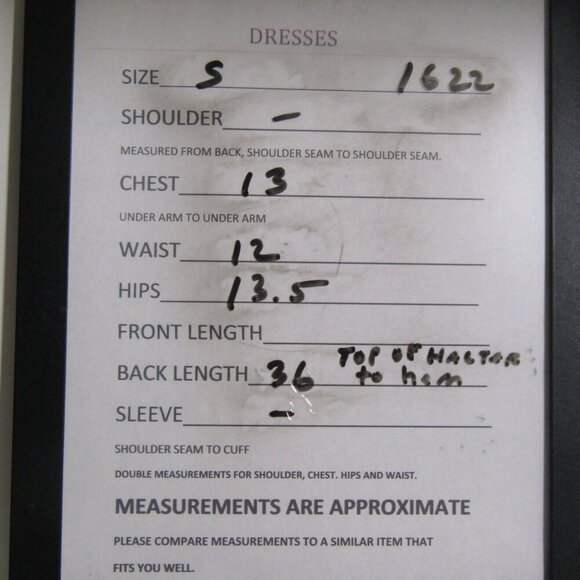 DRESSES
SIZE S 1622
SHOULDER -
MEASURED FROM BACK, SHOULDER SEAM TO SHOULDER SEAM.
CHEST 13
UNDER ARM TO UNDER ARM
WAIST 12
HIPS 13.5
FRONT LENGTH
TOP OF HALTAR
BACK LENGTH 36 to hem
SLEEVE -
SHOULDER SEAM TO CUFF
DOUBLE MEASUREMENTS FOR SHOULDER, CHEST. HIPS AND WAIST.
MEASUREMENTS ARE APPROXIMATE
PLEASE COMPARE MEASUREMENTS TO A SIMILAR ITEM THAT
FITS YOU WELL.